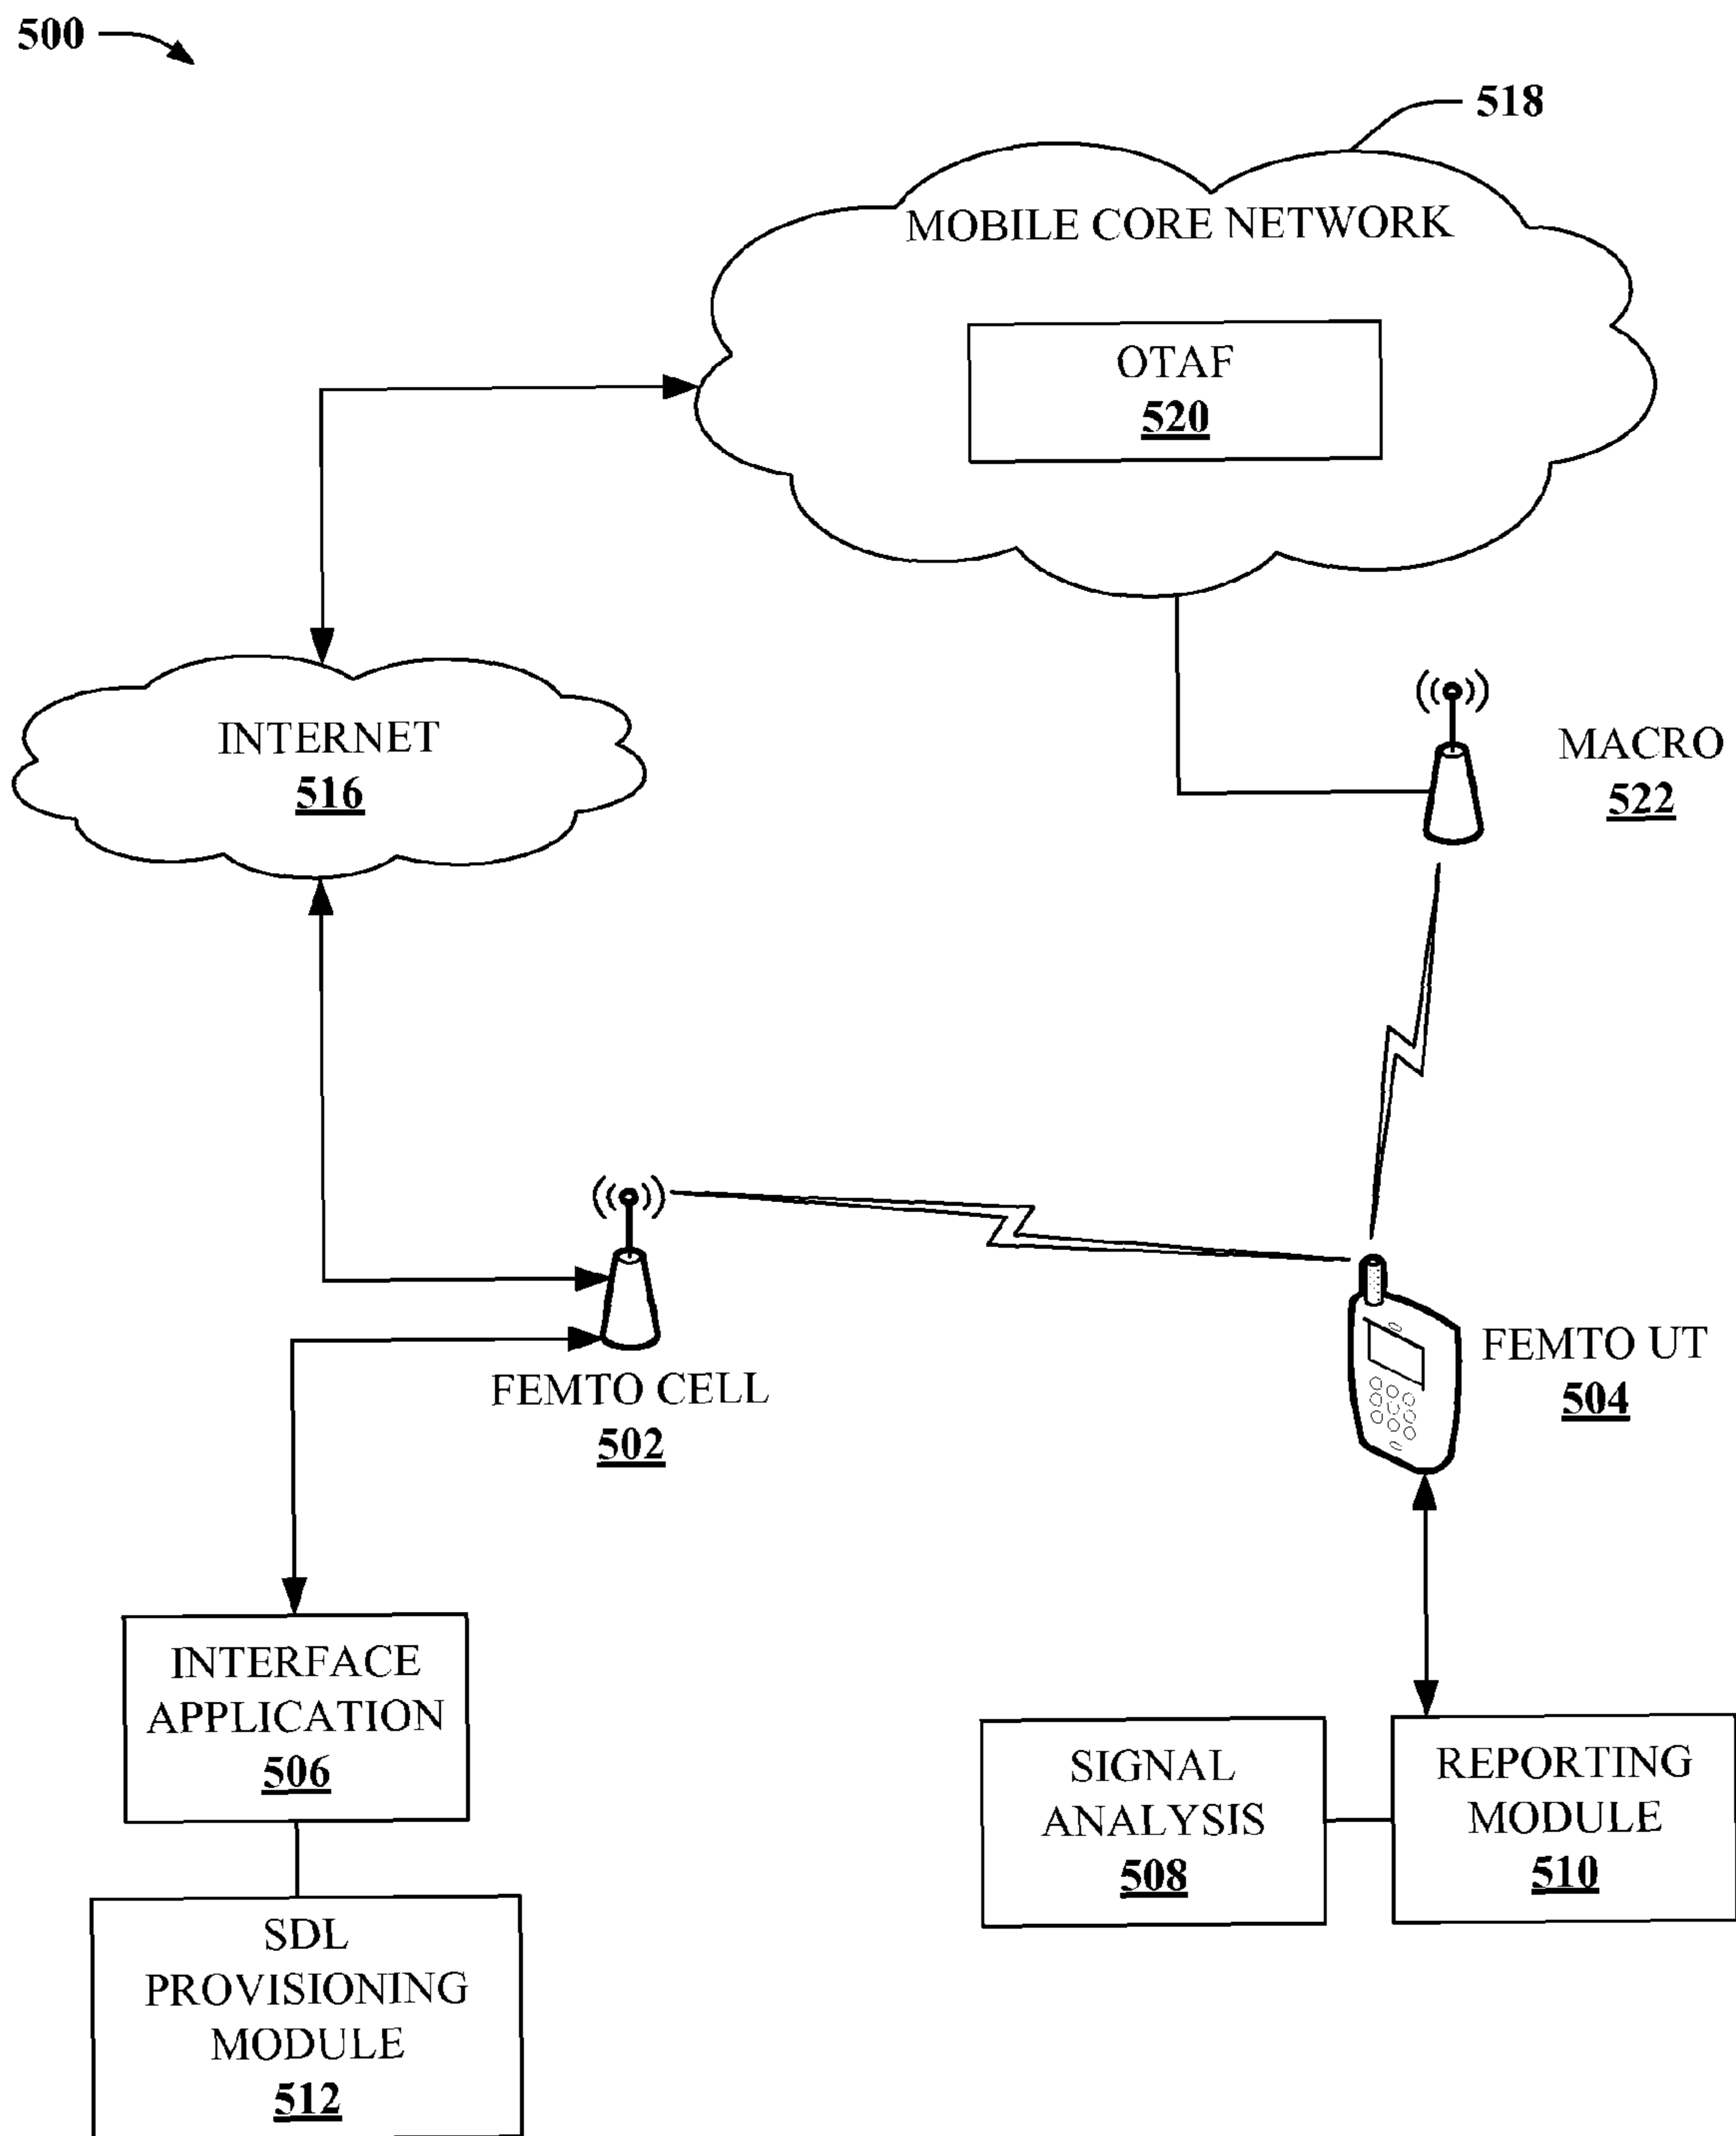 500
518
MOBILE CORE NETWORK
OTAF
520
INTERNET
516
MACRO
522
FEMTO CELL
502
FEMTO UT
504
INTERFACE
APPLICATION
506
SIGNAL
ANALYSIS
508
REPORTING
MODULE
510
SDL
PROVISIONING
MODULE
512